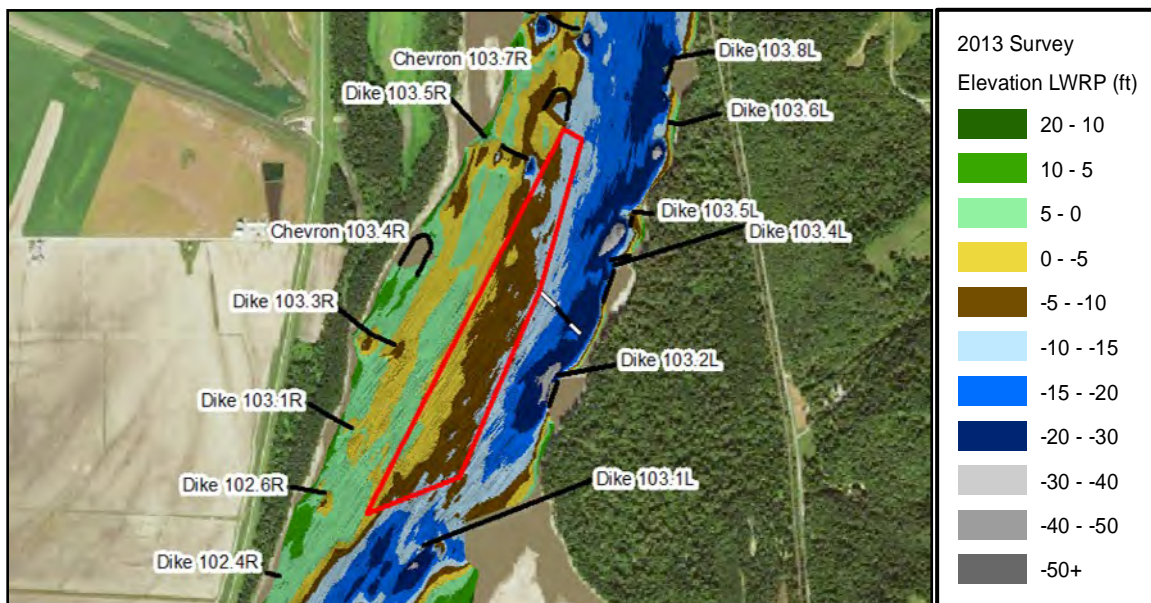 Chevron 103.7R
Dike 103.5R
Dike 103.8L
Dike 103.6L
Dike 103.5L
Dike 103.4L
Chevron 103.4R
Dike 103.3R
Dike 103.2L
Dike 103.1R
Dike 103.1L
Dike 102.6R
Dike 102.4R
2013 Survey
Elevation LWRP (ft)
20 - 10
10 - 5
5 - 0
0 - -5
-5 - -10
-10 - -15
-15 - -20
-20 - -30
-30 - -40
-40 - -50
-50+